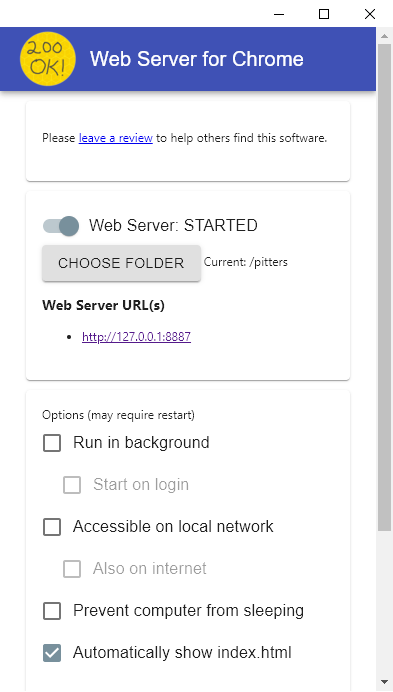 200
OK!
Web Server for Chrome
Please leave a review to help others find this software.
Web Server: STARTED
CHOOSE FOLDER Current: /pitters
Web Server URL(s)
http://127.0.0.1:8887
Options (may require restart)
Run in background
Start on login
Accessible on local network
Also on internet
Prevent computer from sleeping
Automatically show index.html